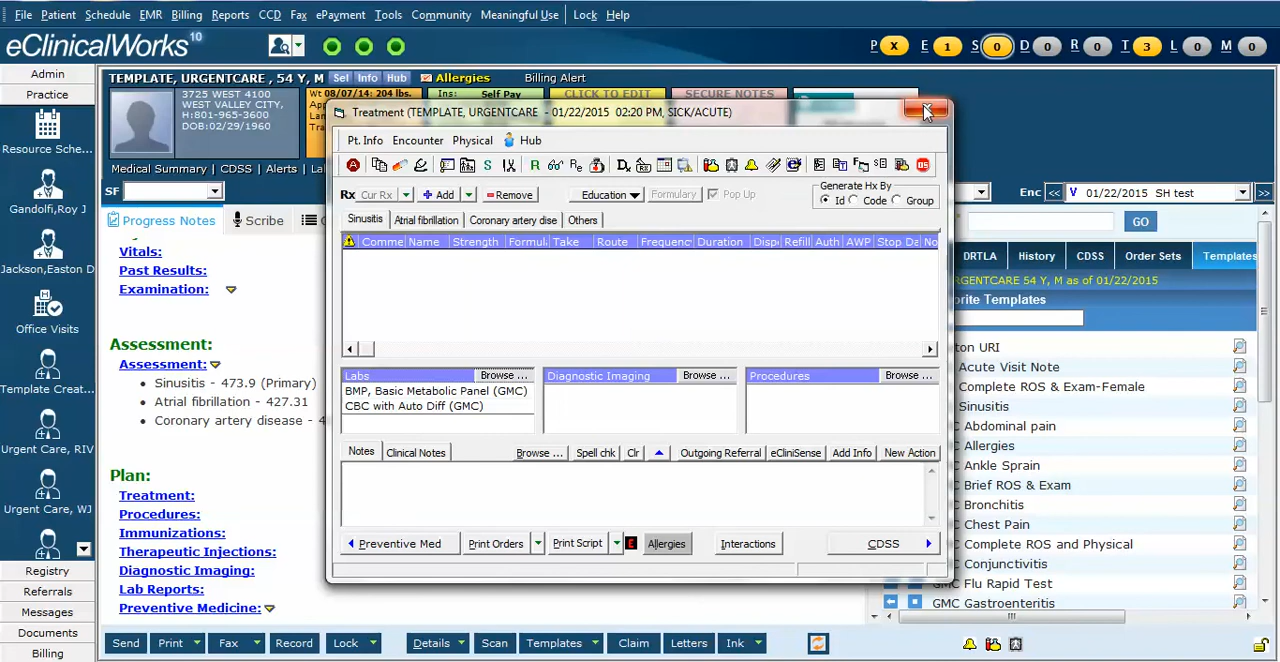 File Patient Schedule EMR Billing Reports CCD Fax ePayment Tools Community Meaningful Use Lock Help
eClinicalWorks 10
P X E 1 S 0 D 0 R 0 T 3 L 0 M 0
Admin
Practice
Resource Sche...
Gandolfi,Roy J
Jackson,Easton D
Office Visits
Template Creat...
Urgent Care, RIV
Urgent Care, WJ
Registry
Referrals
Messages
Documents
Billing
TEMPLATE, URGENTCARE , 54 Y, M Sel Info Hub Allergies Billing Alert
3725 WEST 4100
WEST VALLEY CITY,
H:801-965-3600
DOB:02/29/1960
Wt 08/07/14: 204 lbs.
Ins: Self Pay
CLICK TO EDIT
SECURE NOTES
Medical Summary CDSS Alerts
SF
Enc << V 01/22/2015 SH test >>
Progress Notes Scribe
GO
Vitals:
Past Results:
Examination:
Assessment:
Assessment:
• Sinusitis - 473.9 (Primary)
• Atrial fibrillation - 427.31
• Coronary artery disease - 4
Plan:
Treatment:
Procedures:
Immunizations:
Therapeutic Injections:
Diagnostic Imaging:
Lab Reports:
Preventive Medicine:
Treatment (TEMPLATE, URGENTCARE - 01/22/2015 02:20 PM, SICK/ACUTE)
Pt. Info Encounter Physical Hub
Rx Cur Rx Add Remove Education Formulary Pop Up
Generate Hx By
Id Code Group
Sinusitis Atrial fibrillation Coronary artery dise Others
Comme Name Strength Formul Take Route Frequenc Duration Disp Refill Auth AWP Stop Da No
Labs Browse ... Diagnostic Imaging Browse ... Procedures Browse ...
BMP, Basic Metabolic Panel (GMC)
CBC with Auto Diff (GMC)
Notes Clinical Notes Browse ... Spell chk Clr Outgoing Referral eCliniSense Add Info New Action
Preventive Med Print Orders Print Script E Allergies Interactions CDSS
DRTLA History CDSS Order Sets Templates
RGENTCARE 54 Y, M as of 01/22/2015
orite Templates
ton URI
Acute Visit Note
Complete ROS & Exam-Female
Sinusitis
C Abdominal pain
C Allergies
C Ankle Sprain
C Brief ROS & Exam
C Bronchitis
C Chest Pain
C Complete ROS and Physical
C Conjunctivitis
GMC Flu Rapid Test
GMC Gastroenteritis
Send Print Fax Record Lock Details Scan Templates Claim Letters Ink